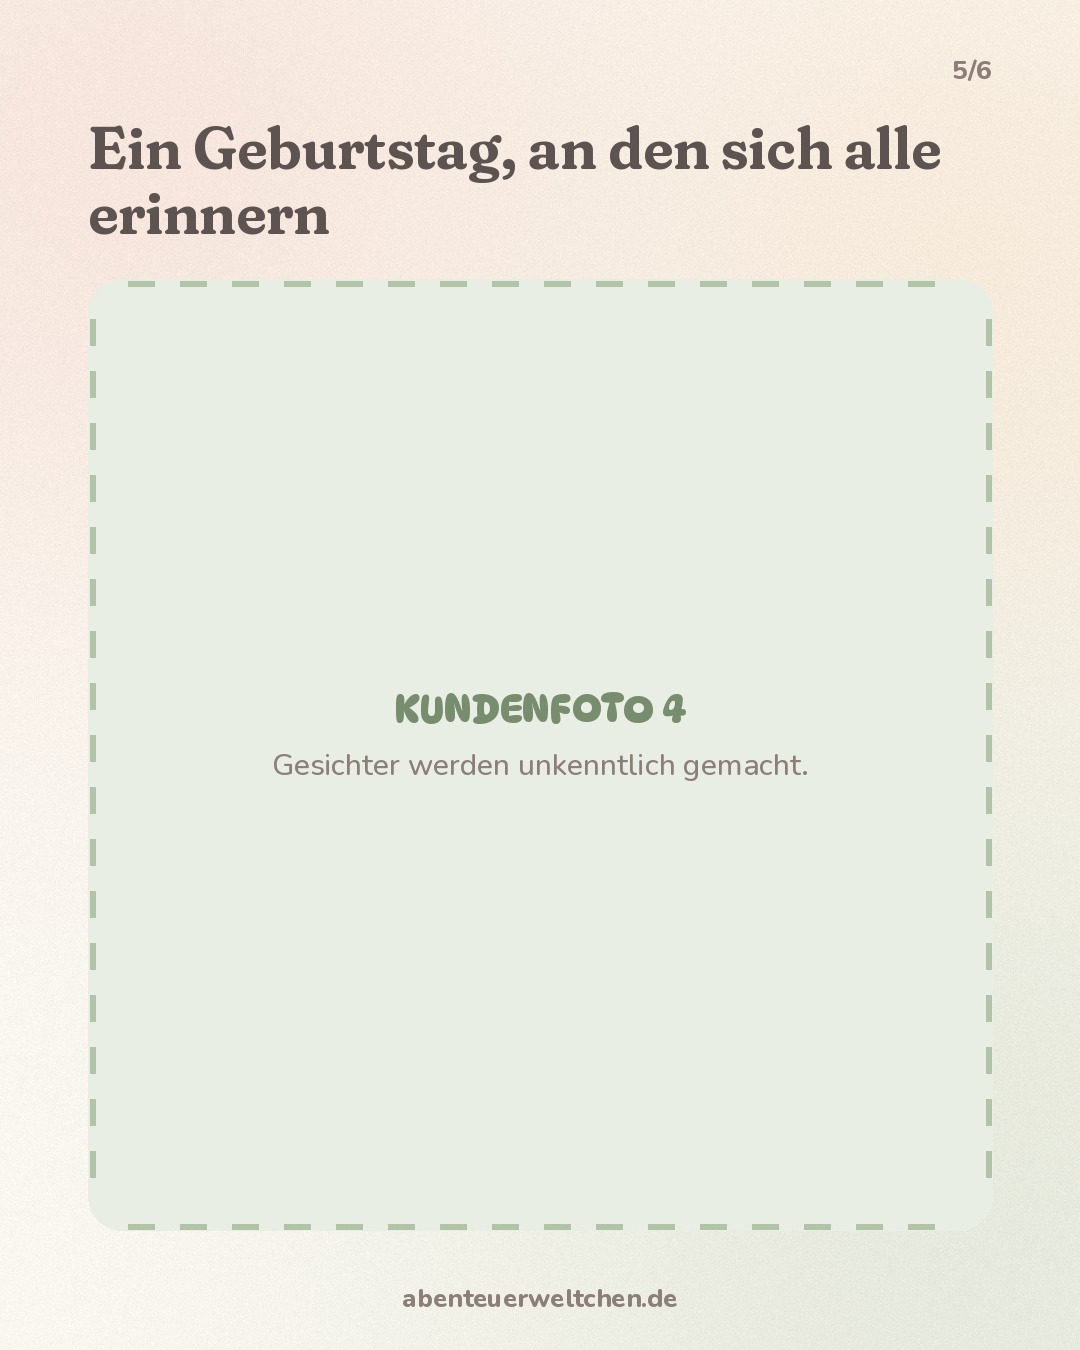 5/6
Ein Geburtstag, an den sich alle
erinnern
KUNDENFOTO 4
Gesichter werden unkenntlich gemacht.
abenteuerweltchen.de